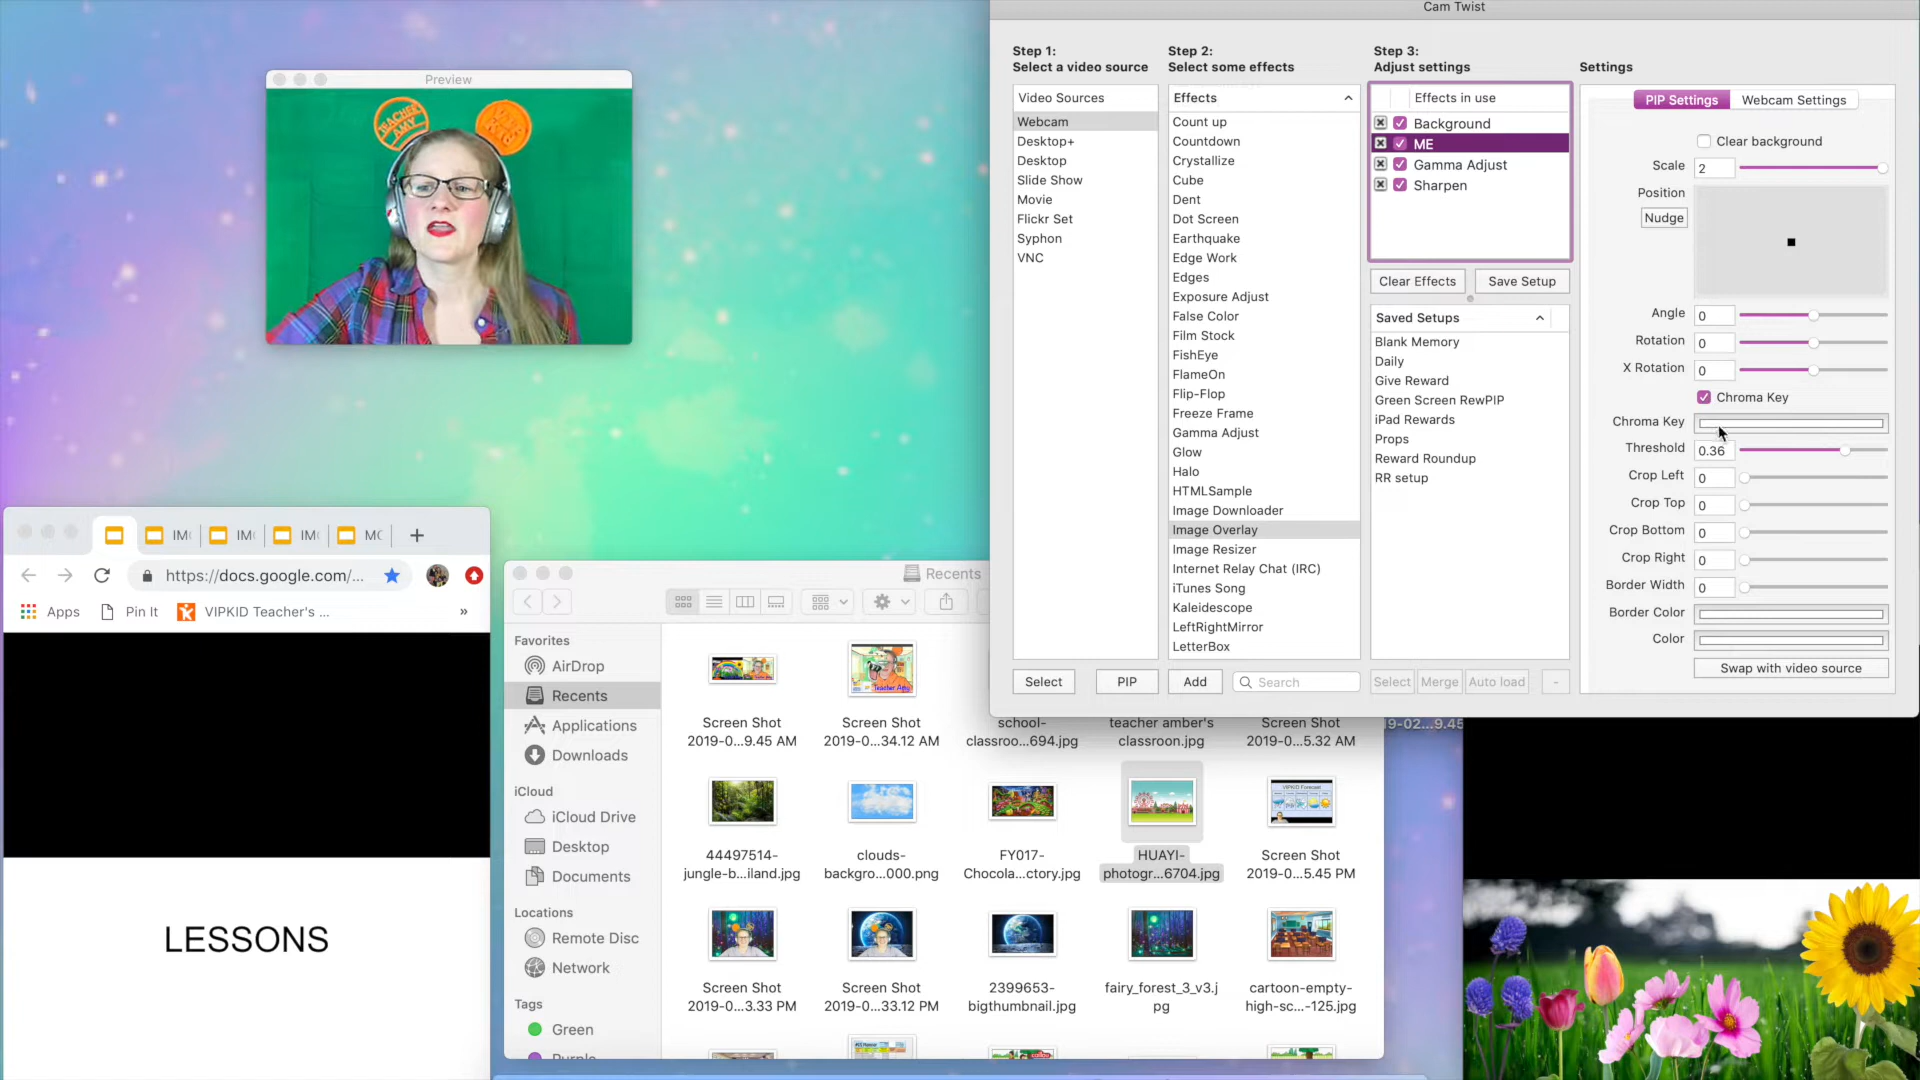 Cam Twist
Preview
TEACHER
AMY
Step 1:
Select a video source
Step 2:
Select some effects
Step 3:
Adjust settings
Settings
Video Sources
Webcam
Desktop+
Desktop
Slide Show
Movie
Flickr Set
Syphon
VNC
Effects
Count up
Countdown
Crystallize
Cube
Dent
Dot Screen
Earthquake
Edge Work
Edges
Exposure Adjust
False Color
Film Stock
FishEye
FlameOn
Flip-Flop
Freeze Frame
Gamma Adjust
Glow
Halo
HTMLSample
Image Downloader
Image Overlay
Image Resizer
Internet Relay Chat (IRC)
iTunes Song
Kaleidescope
LeftRightMirror
LetterBox
Effects in use
Background
ME
Gamma Adjust
Sharpen
Clear Effects Save Setup
Saved Setups
Blank Memory
Daily
Give Reward
Green Screen RewPIP
iPad Rewards
Props
Reward Roundup
RR setup
PIP Settings Webcam Settings
Clear background
Scale 2
Position
Nudge
Angle 0
Rotation 0
X Rotation 0
Chroma Key
Chroma Key
Threshold 0.36
Crop Left 0
Crop Top 0
Crop Bottom 0
Crop Right 0
Border Width 0
Border Color
Color
Swap with video source
Select PIP Add Search Select Merge Auto load -
https://docs.google.com/...
Apps Pin It VIPKID Teacher's ... »
LESSONS
Recents
Favorites
AirDrop
Recents
Applications
Downloads
iCloud
iCloud Drive
Desktop
Documents
Locations
Remote Disc
Network
Tags
Green
Purple
Screen Shot
2019-0...9.45 AM
Screen Shot
2019-0...34.12 AM
school-
classroo...694.jpg
teacher amber's
classroon.jpg
Screen Shot
2019-0...5.32 AM
-02...9.45
44497514-
jungle-b...iland.jpg
clouds-
backgro...000.png
FY017-
Chocola...ctory.jpg
HUAYI-
photogr...6704.jpg
Screen Shot
2019-0...5.45 PM
Screen Shot
2019-0...3.33 PM
Screen Shot
2019-0...33.12 PM
2399653-
bigthumbnail.jpg
fairy_forest_3_v3.j
pg
cartoon-empty-
high-sc...-125.jpg